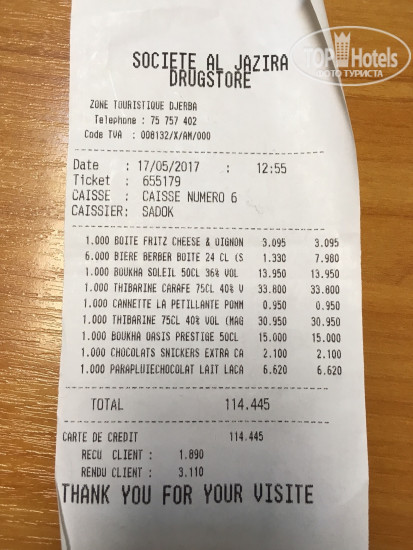 TopHotels
ФОТО ТУРИСТА
SOCIETE AL JAZIRA
DRUGSTORE
ZONE TOURISTIQUE DJERBA
Telephone : 75 757 402
Code TVA : 008132/X/AM/000
Date : 17/05/2017 : 12:55
Ticket : 655179
CAISSE : CAISSE NUMERO 6
CAISSIER: SADOK
1.000 BOITE FRITZ CHEESE & OIGNON 3.095 3.095
6.000 BIERE BERBER BOITE 24 CL (S 1.330 7.980
1.000 BOUKHA SOLEIL 50CL 36% VOL 13.950 13.950
1.000 THIBARINE CARAFE 75CL 40% V 33.800 33.800
1.000 CANNETTE LA PETILLANTE POMM 0.950 0.950
1.000 THIBARINE 75CL 40% VOL (MAG 30.950 30.950
1.000 BOUKHA OASIS PRESTIGE 50CL 15.000 15.000
1.000 CHOCOLATS SNICKERS EXTRA CA 2.100 2.100
1.000 PARAPLUIECHOCOLAT LAIT LACA 6.620 6.620
TOTAL 114.445
CARTE DE CREDIT 114.445
RECU CLIENT : 1.890
RENDU CLIENT : 3.110
THANK YOU FOR YOUR VISITE